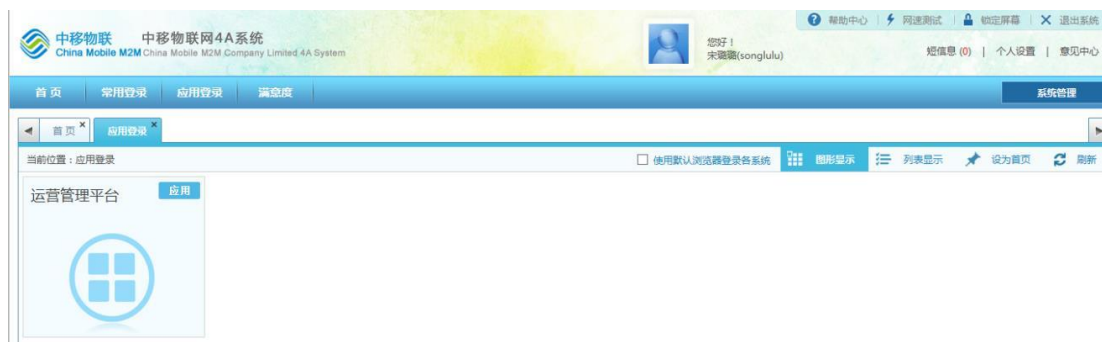 帮助中心 | 网速测试 | 锁定屏幕 | 退出系统
中移物联 中移物联网4A系统
China Mobile M2M China Mobile M2M Company Limited 4A System
您好！
宋璐璐(songlulu)
短信息 (0) | 个人设置 | 意见中心
首页 常用登录 应用登录 满意度 系统管理
首页 应用登录
当前位置：应用登录 使用默认浏览器登录各系统 图形显示 列表显示 设为首页 刷新
运营管理平台 应用